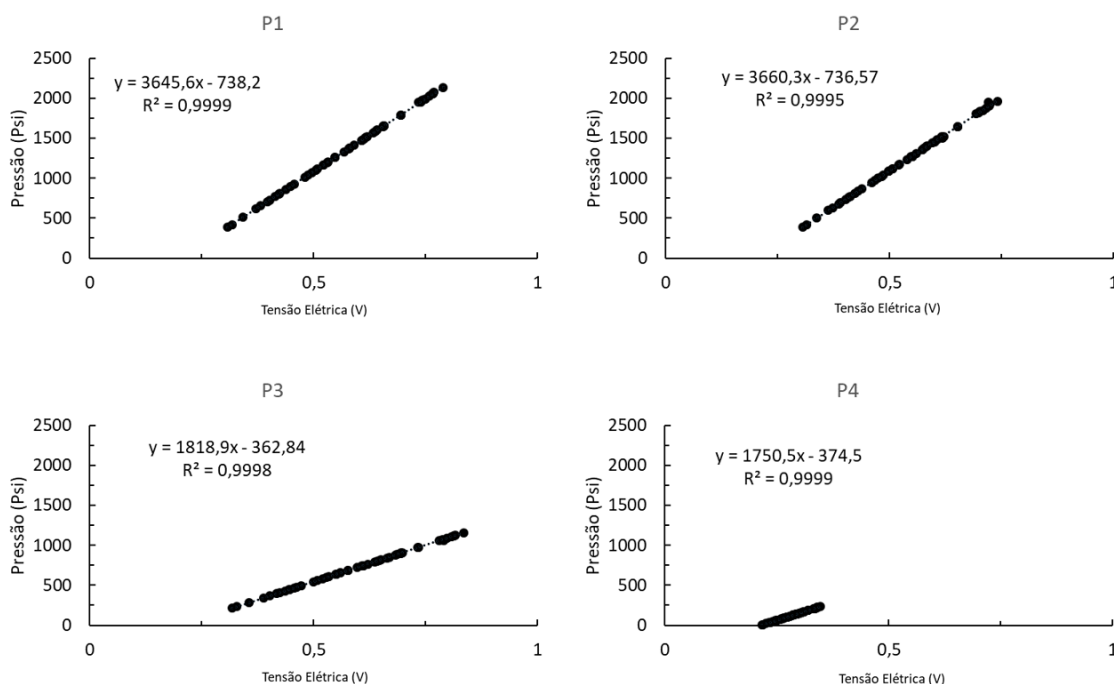 P1
2500
2000
1500
1000
500
0
y = 3645,6x - 738,2
R² = 0,9999
Pressão (Psi)
0
0,5
1
Tensão Elétrica (V)
P2
2500
2000
1500
1000
500
0
y = 3660,3x - 736,57
R² = 0,9995
Pressão (Psi)
0
0,5
1
Tensão Elétrica (V)
P3
2500
2000
1500
1000
500
0
y = 1818,9x - 362,84
R² = 0,9998
Pressão (Psi)
0
0,5
1
Tensão Elétrica (V)
P4
2500
2000
1500
1000
500
0
y = 1750,5x - 374,5
R² = 0,9999
Pressão (Psi)
0
0,5
1
Tensão Elétrica (V)